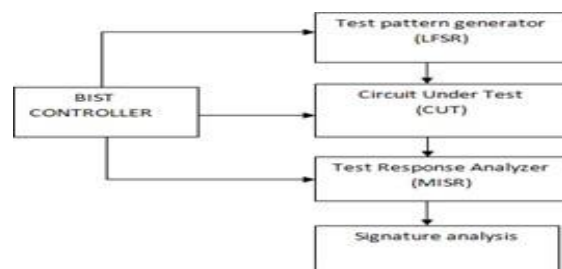 Test pattern generator
(LFSR)
BIST
CONTROLLER
Circuit Under Test
(CUT)
Test Response Analyzer
(MISR)
Signature analysis